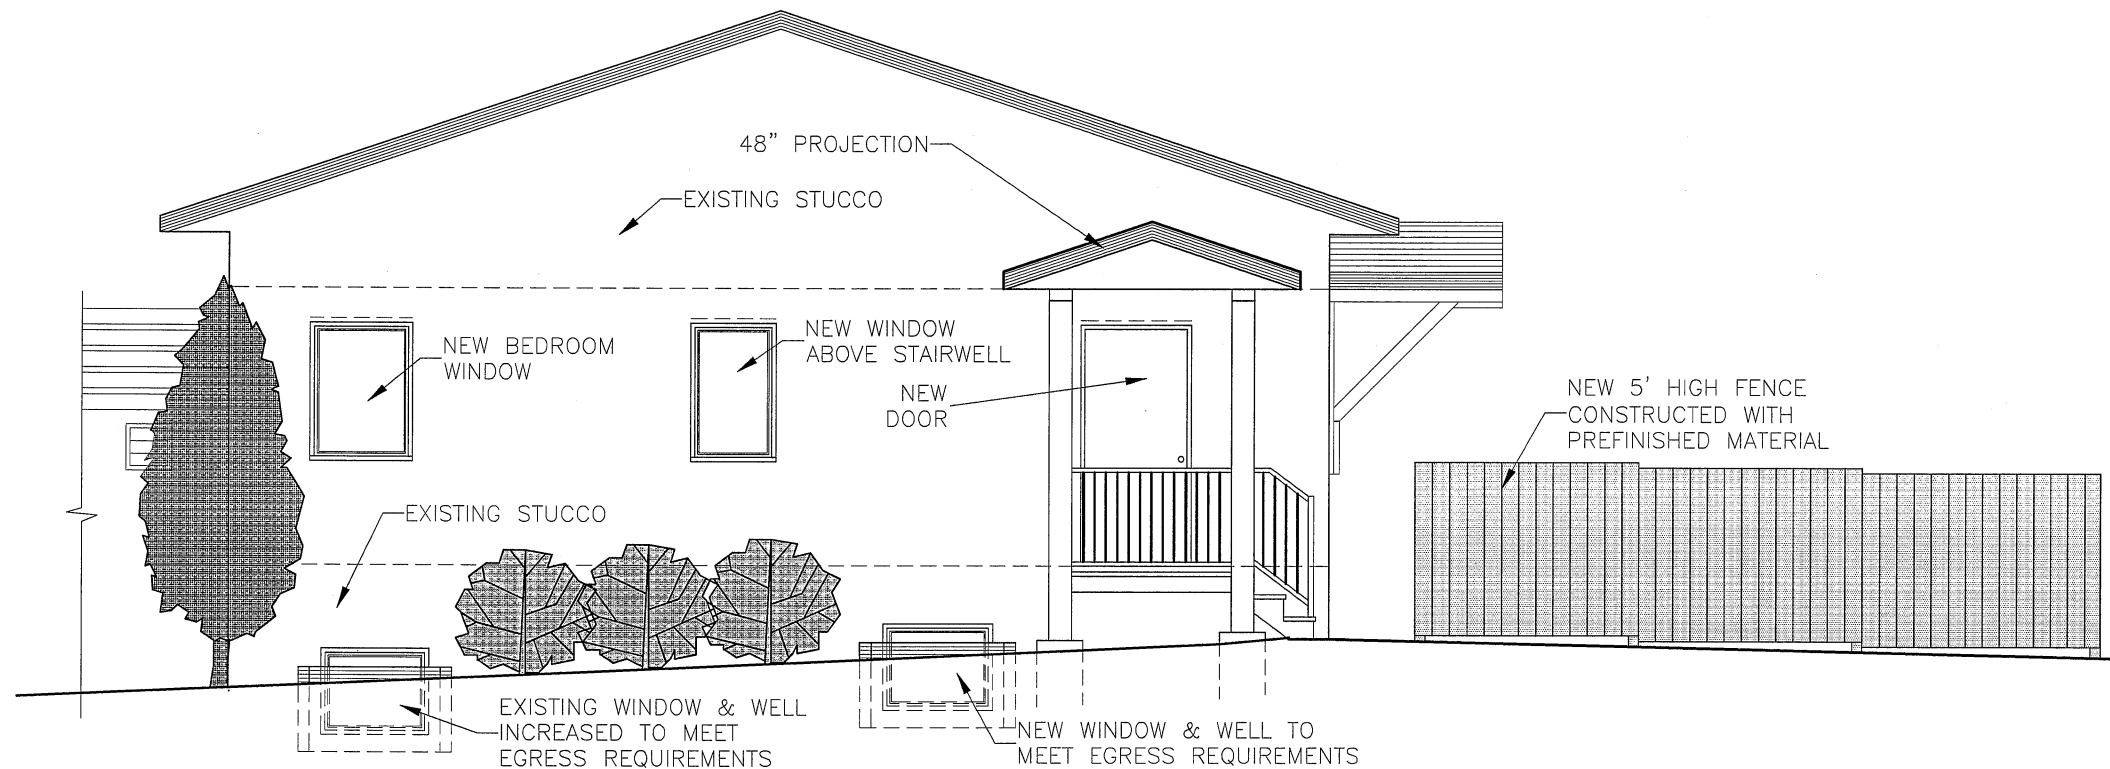 48” PROJECTION
EXISTING STUCCO
NEW WINDOW
ABOVE STAIRWELL
NEW BEDROOM
WINDOW
NEW
DOOR
NEW 5' HIGH FENCE
CONSTRUCTED WITH
PREFINISHED MATERIAL
EXISTING STUCCO
EXISTING WINDOW & WELL
INCREASED TO MEET
EGRESS REQUIREMENTS
NEW WINDOW & WELL TO
MEET EGRESS REQUIREMENTS